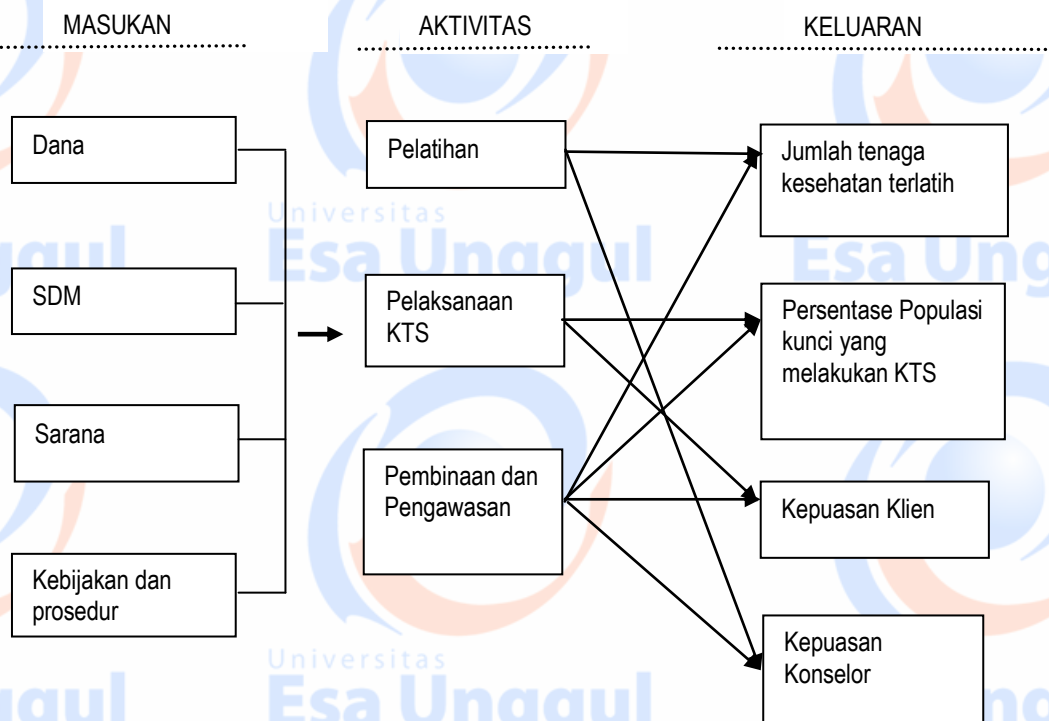 MASUKAN
AKTIVITAS
KELUARAN
Dana
SDM
Sarana
Kebijakan dan
prosedur
Pelatihan
Pelaksanaan
KTS
Pembinaan dan
Pengawasan
Jumlah tenaga
kesehatan terlatih
Persentase Populasi
kunci yang
melakukan KTS
Kepuasan Klien
Kepuasan
Konselor
Universitas
Esa Unggul
Universitas
Esa Unggul